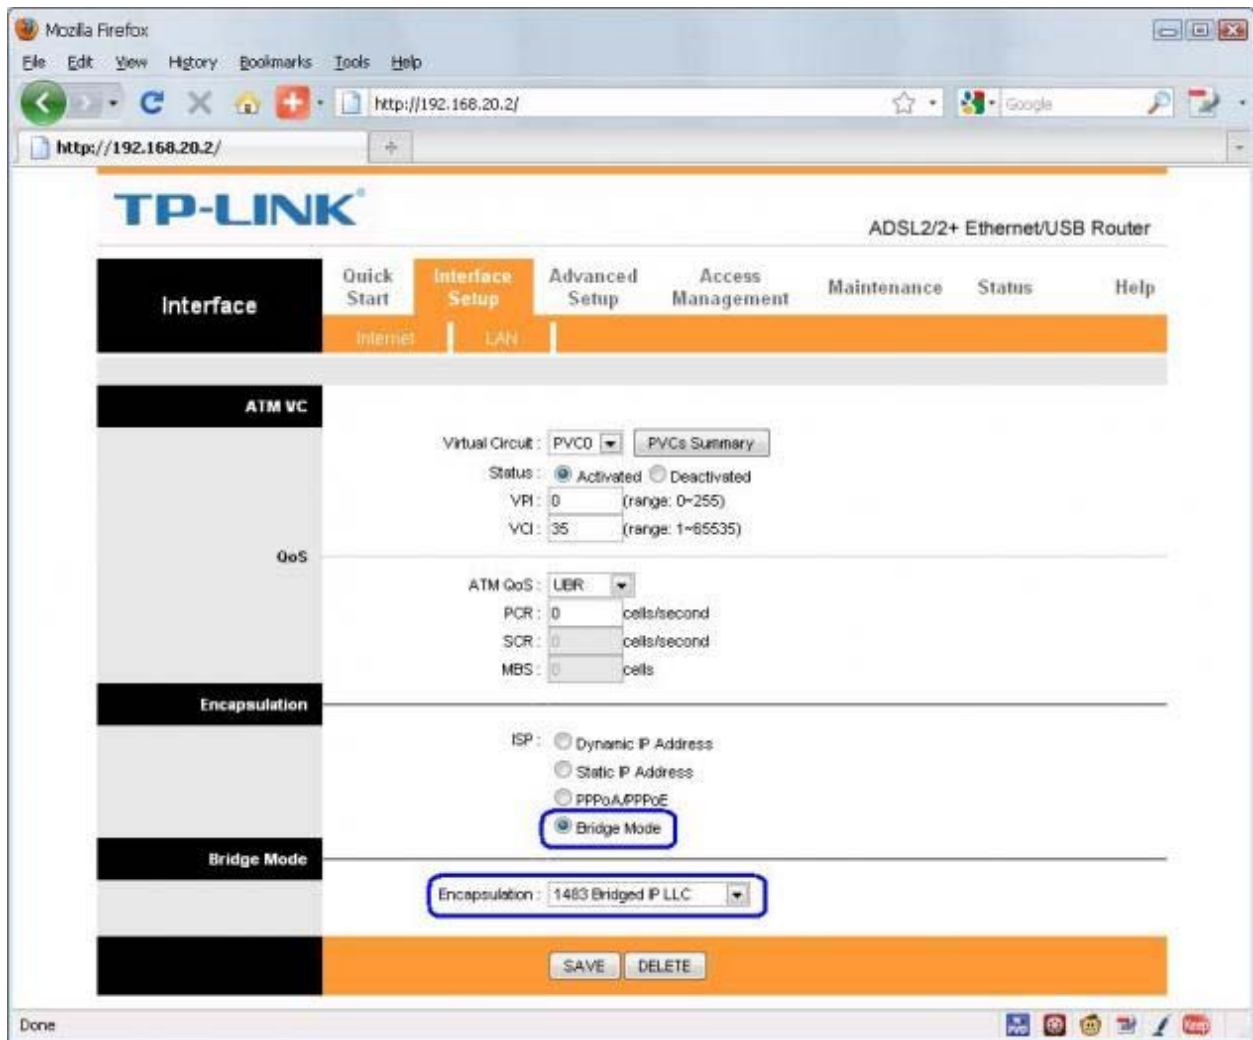 Mozilla Firefox
File Edit View History Bookmarks Tools Help
http://192.168.20.2/
Google
http://192.168.20.2/
TP-LINK®
ADSL2/2+ Ethernet/USB Router
Interface
Quick Start
Interface Setup
Advanced Setup
Access Management
Maintenance
Status
Help
Internet LAN
ATM VC
Virtual Circuit : PVC0 PVCs Summary
Status : Activated Deactivated
VPI : 0 (range: 0~255)
VCI : 35 (range: 1~65535)
QoS
ATM QoS : UBR
PCR : 0 cells/second
SCR : 0 cells/second
MBS : 0 cells
Encapsulation
ISP : Dynamic IP Address
Static IP Address
PPPoA/PPPoE
Bridge Mode
Bridge Mode
Encapsulation : 1483 Bridged IP LLC
SAVE DELETE
Done
Keep